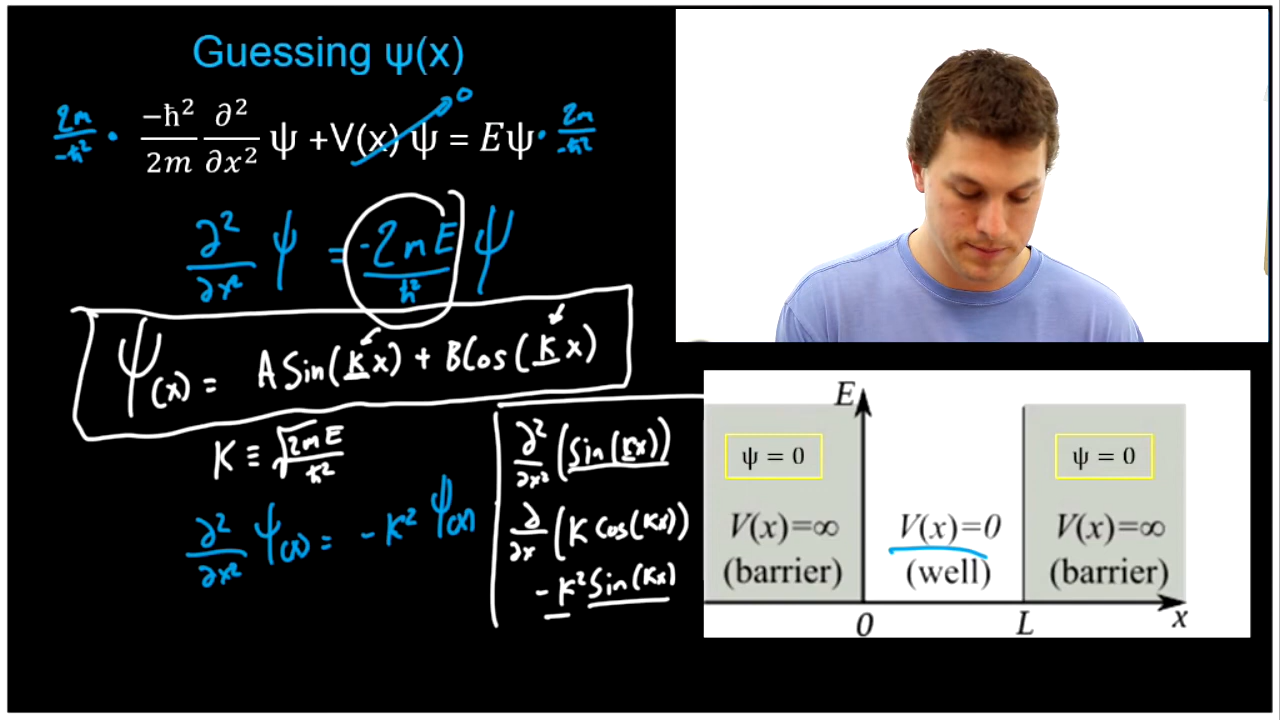 Guessing ψ(x)
2m/-ħ² · -ħ²/2m ∂²/∂x² ψ + V(x) ψ = Eψ · 2m/-ħ²
0
∂²/∂x² ψ = -2mE/ħ² ψ
ψ(x) = A Sin(Kx) + B Cos(Kx)
K ≡ √2mE/ħ²
∂²/∂x² ψ(x) = -K² ψ(x)
∂²/∂x² (Sin(Kx))
∂/∂x (K Cos(Kx))
-K² Sin(Kx)
E
ψ = 0
ψ = 0
V(x)=∞
(barrier)
V(x)=0
(well)
V(x)=∞
(barrier)
0
L
x